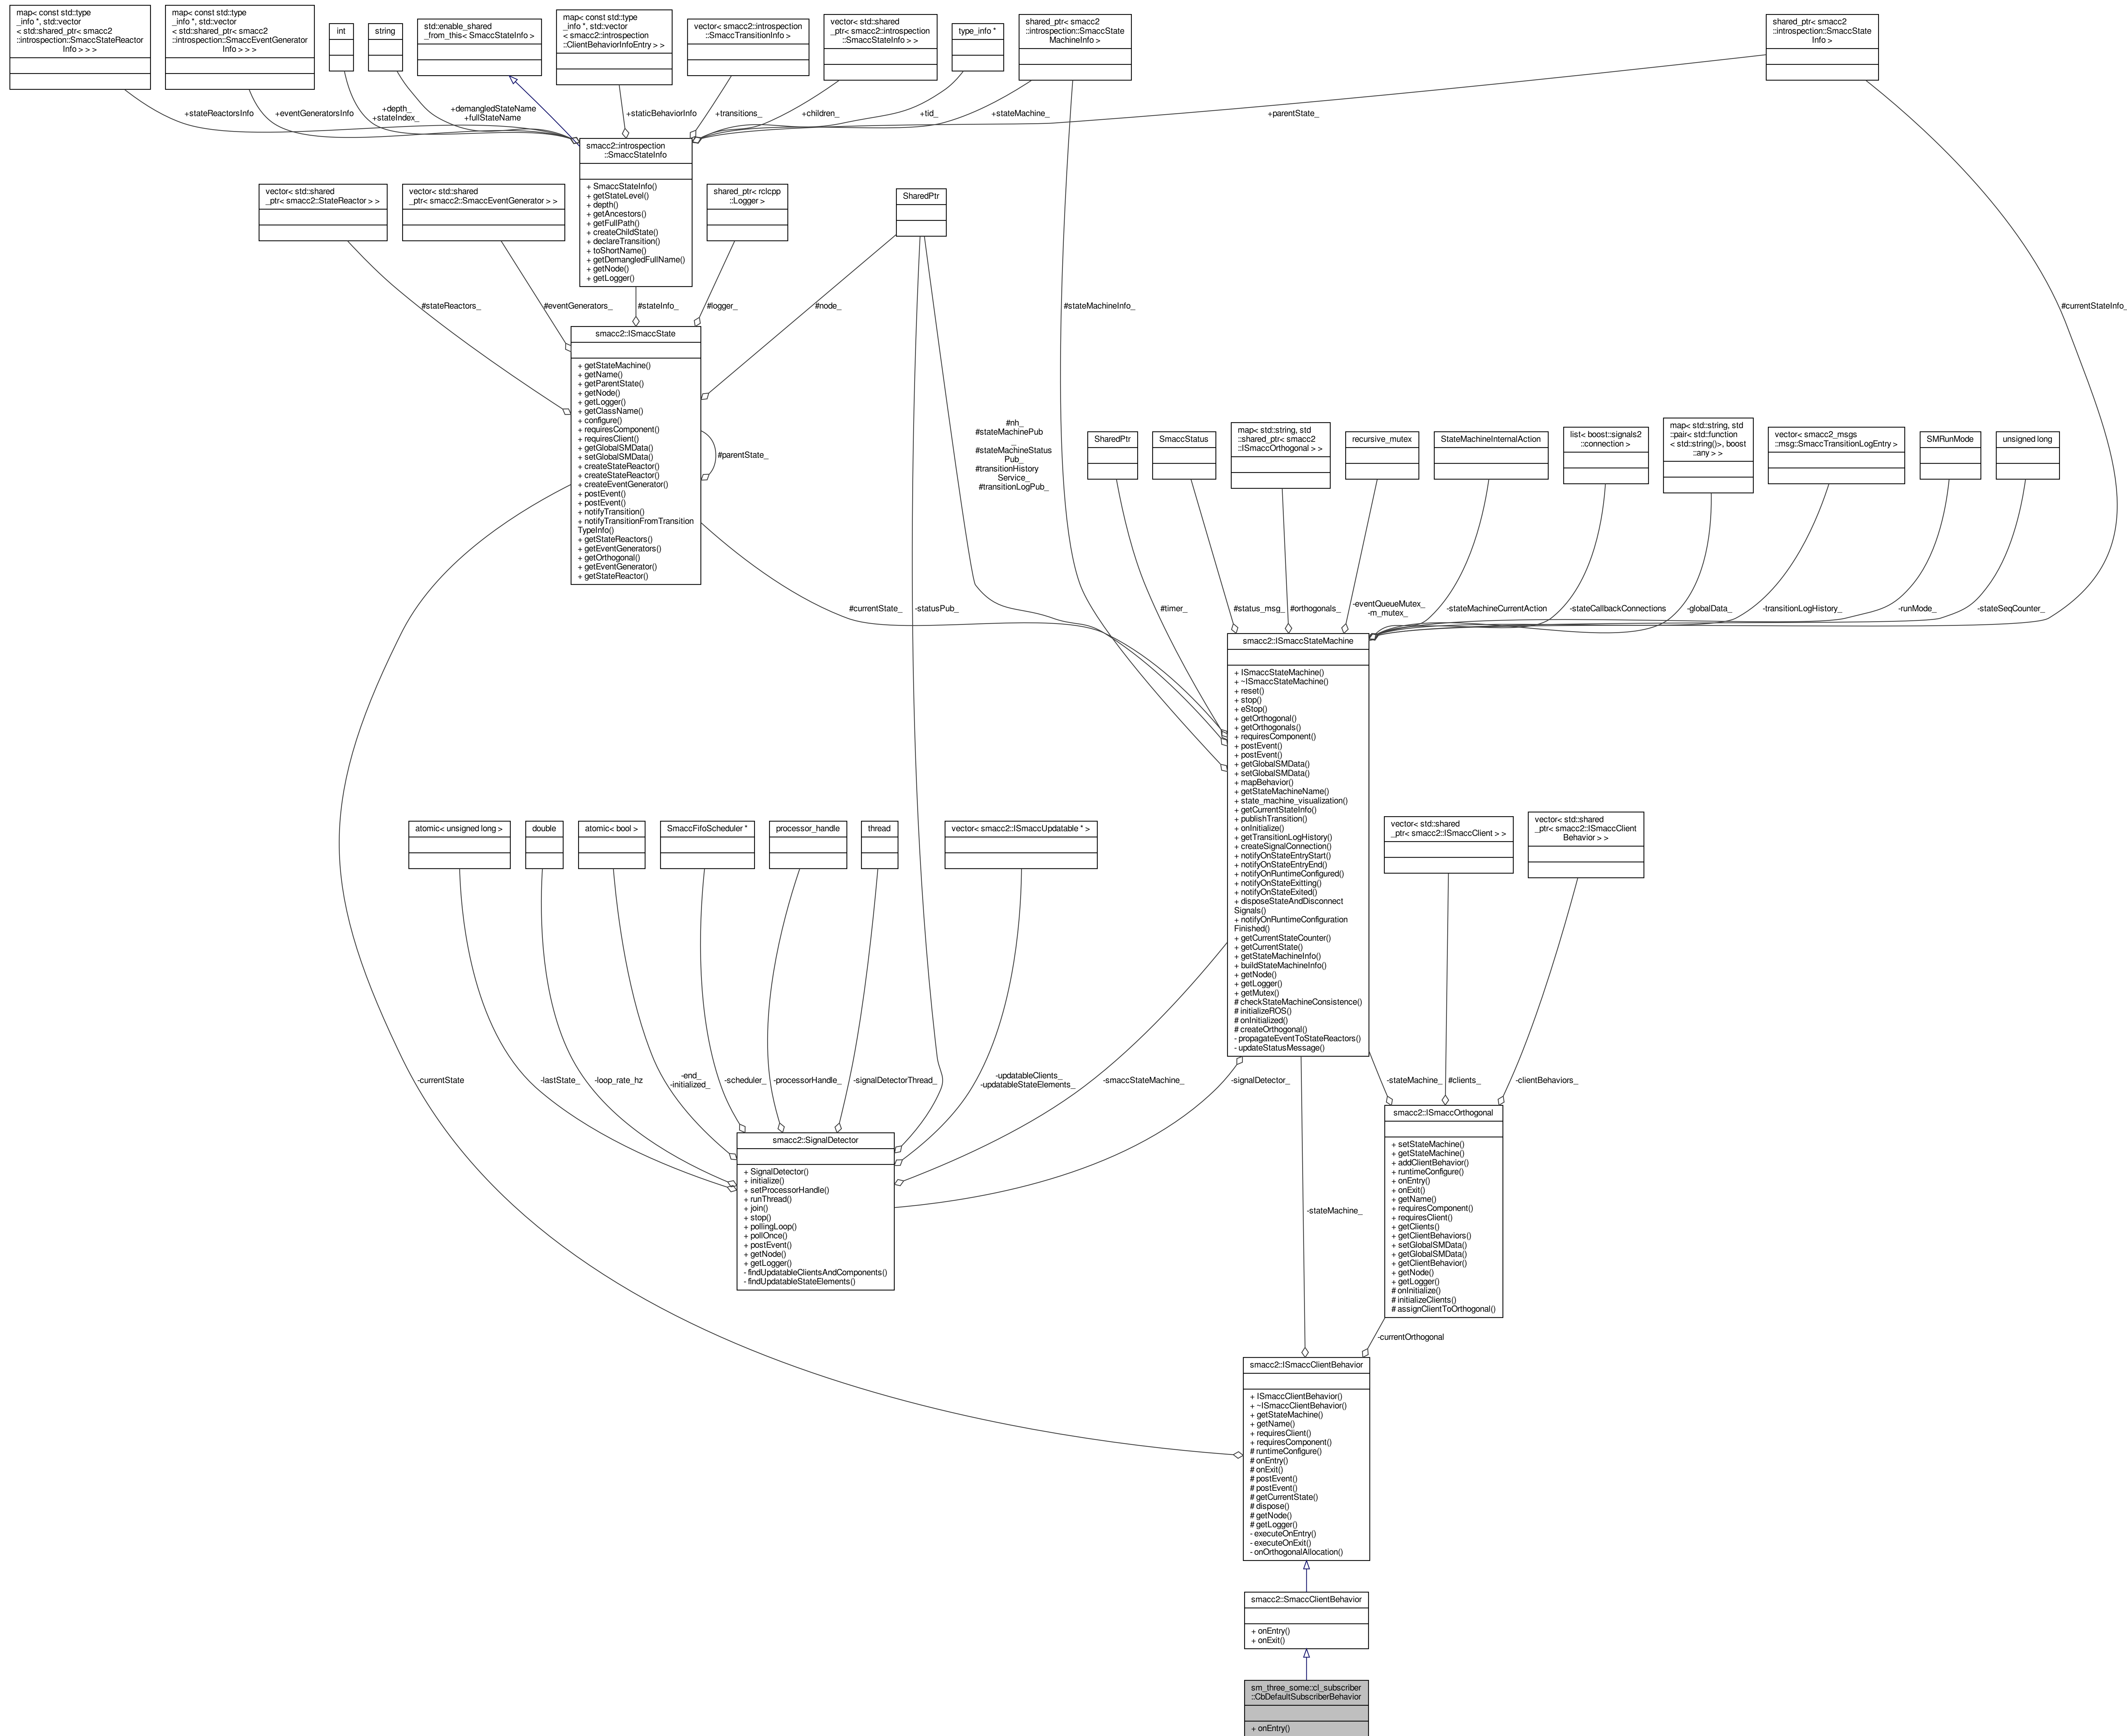 map< const std::type
_info *, std::vector
< std::shared_ptr< smacc2
::introspection::SmaccStateReactor
Info > > >
map< const std::type
_info *, std::vector
< std::shared_ptr< smacc2
::introspection::SmaccEventGenerator
Info > > >
int
string
std::enable_shared
_from_this< SmaccStateInfo >
map< const std::type
_info *, std::vector
< smacc2::introspection
::ClientBehaviorInfoEntry > >
vector< smacc2::introspection
::SmaccTransitionInfo >
vector< std::shared
_ptr< smacc2::introspection
::SmaccStateInfo > >
type_info *
shared_ptr< smacc2
::introspection::SmaccState
MachineInfo >
shared_ptr< smacc2
::introspection::SmaccState
Info >
+stateReactorsInfo
+eventGeneratorsInfo
+depth_
+stateIndex_
+demangledStateName
+fullStateName
+staticBehaviorInfo
+transitions_
+children_
+tid_
+stateMachine_
+parentState_
smacc2::introspection
::SmaccStateInfo
+ SmaccStateInfo()
+ getStateLevel()
+ depth()
+ getAncestors()
+ getFullPath()
+ createChildState()
+ declareTransition()
+ toShortName()
+ getDemangledFullName()
+ getNode()
+ getLogger()
vector< std::shared
_ptr< smacc2::StateReactor > >
vector< std::shared
_ptr< smacc2::SmaccEventGenerator > >
shared_ptr< rclcpp
::Logger >
SharedPtr
#stateReactors_
#eventGenerators_
#stateInfo_
#logger_
#node_
#stateMachineInfo_
#currentStateInfo_
smacc2::ISmaccState
+ getStateMachine()
+ getName()
+ getParentState()
+ getNode()
+ getLogger()
+ getClassName()
+ configure()
+ requiresComponent()
+ requiresClient()
+ getGlobalSMData()
+ setGlobalSMData()
+ createStateReactor()
+ createStateReactor()
+ createEventGenerator()
+ postEvent()
+ postEvent()
+ notifyTransition()
+ notifyTransitionFromTransition
TypeInfo()
+ getStateReactors()
+ getEventGenerators()
+ getOrthogonal()
+ getEventGenerator()
+ getStateReactor()
#parentState_
#nh_
#stateMachinePub
_
#stateMachineStatus
Pub_
#transitionHistory
Service_
#transitionLogPub_
SharedPtr
SmaccStatus
map< std::string, std
::shared_ptr< smacc2
::ISmaccOrthogonal > >
recursive_mutex
StateMachineInternalAction
list< boost::signals2
::connection >
map< std::string, std
::pair< std::function
< std::string()>, boost
::any > >
vector< smacc2_msgs
::msg::SmaccTransitionLogEntry >
SMRunMode
unsigned long
#currentState_
-statusPub_
#timer_
#status_msg_
#orthogonals_
-eventQueueMutex_
-m_mutex_
-stateMachineCurrentAction
-stateCallbackConnections
-globalData_
-transitionLogHistory_
-runMode_
-stateSeqCounter_
smacc2::ISmaccStateMachine
+ ISmaccStateMachine()
+ ~ISmaccStateMachine()
+ reset()
+ stop()
+ eStop()
+ getOrthogonal()
+ getOrthogonals()
+ requiresComponent()
+ postEvent()
+ postEvent()
+ getGlobalSMData()
+ setGlobalSMData()
+ mapBehavior()
+ getStateMachineName()
+ state_machine_visualization()
+ getCurrentStateInfo()
+ publishTransition()
+ onInitialize()
+ getTransitionLogHistory()
+ createSignalConnection()
+ notifyOnStateEntryStart()
+ notifyOnStateEntryEnd()
+ notifyOnRuntimeConfigured()
+ notifyOnStateExitting()
+ notifyOnStateExited()
+ disposeStateAndDisconnect
Signals()
+ notifyOnRuntimeConfiguration
Finished()
+ getCurrentStateCounter()
+ getCurrentState()
+ getStateMachineInfo()
+ buildStateMachineInfo()
+ getNode()
+ getLogger()
+ getMutex()
# checkStateMachineConsistence()
# initializeROS()
# onInitialized()
# createOrthogonal()
- propagateEventToStateReactors()
- updateStatusMessage()
atomic< unsigned long >
double
atomic< bool >
SmaccFifoScheduler *
processor_handle
thread
vector< smacc2::ISmaccUpdatable * >
vector< std::shared
_ptr< smacc2::ISmaccClient > >
vector< std::shared
_ptr< smacc2::ISmaccClient
Behavior > >
-currentState
-lastState_
-loop_rate_hz
-end_
-initialized_
-scheduler_
-processorHandle_
-signalDetectorThread_
-updatableClients_
-updatableStateElements_
-smaccStateMachine_
-signalDetector_
-stateMachine_
#clients_
-clientBehaviors_
smacc2::SignalDetector
+ SignalDetector()
+ initialize()
+ setProcessorHandle()
+ runThread()
+ join()
+ stop()
+ pollingLoop()
+ pollOnce()
+ postEvent()
+ getNode()
+ getLogger()
- findUpdatableClientsAndComponents()
- findUpdatableStateElements()
smacc2::ISmaccOrthogonal
+ setStateMachine()
+ getStateMachine()
+ addClientBehavior()
+ runtimeConfigure()
+ onEntry()
+ onExit()
+ getName()
+ requiresComponent()
+ requiresClient()
+ getClients()
+ getClientBehaviors()
+ setGlobalSMData()
+ getGlobalSMData()
+ getClientBehavior()
+ getNode()
+ getLogger()
# onInitialize()
# initializeClients()
# assignClientToOrthogonal()
-stateMachine_
-currentOrthogonal
smacc2::ISmaccClientBehavior
+ ISmaccClientBehavior()
+ ~ISmaccClientBehavior()
+ getStateMachine()
+ getName()
+ requiresClient()
+ requiresComponent()
# runtimeConfigure()
# onEntry()
# onExit()
# postEvent()
# postEvent()
# getCurrentState()
# dispose()
# getNode()
# getLogger()
- executeOnEntry()
- executeOnExit()
- onOrthogonalAllocation()
smacc2::SmaccClientBehavior
+ onEntry()
+ onExit()
sm_three_some::cl_subscriber
::CbDefaultSubscriberBehavior
+ onEntry()